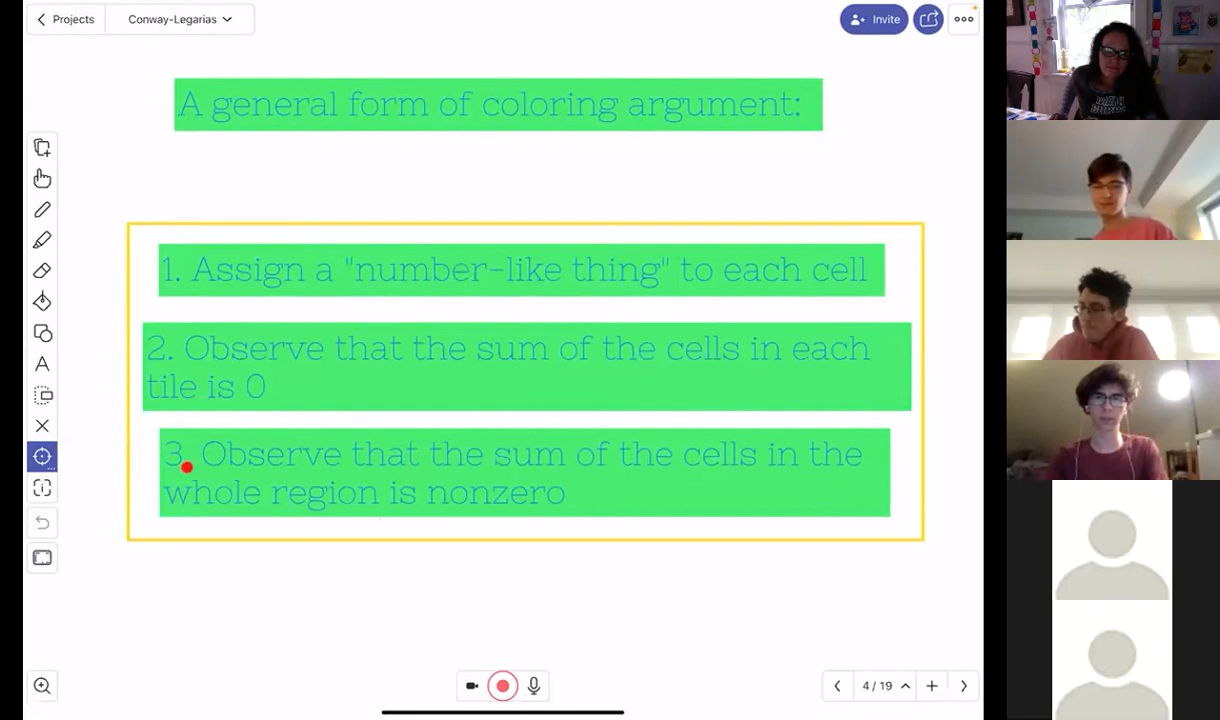 Projects
Conway-Legarias
Invite
A general form of coloring argument:
1. Assign a "number-like thing" to each cell
2. Observe that the sum of the cells in each
tile is 0
3. Observe that the sum of the cells in the
whole region is nonzero
A
4 / 19